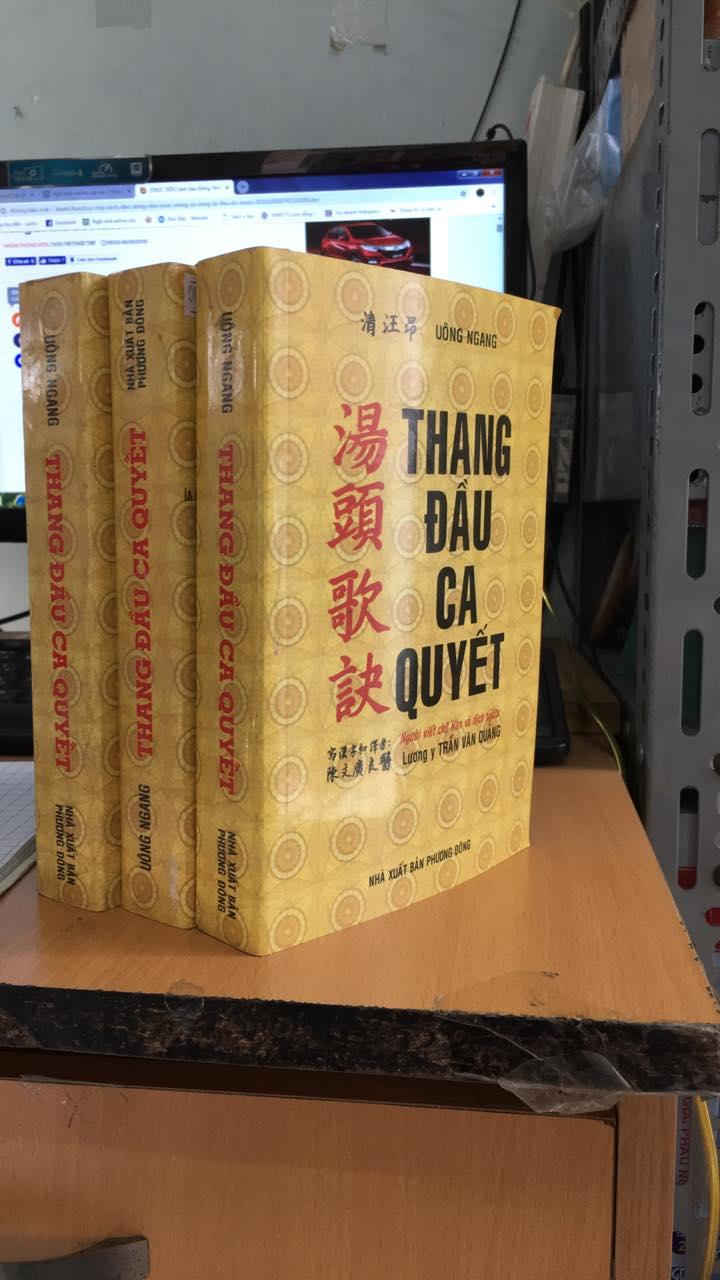 清 汪 昂 UÔNG NGANG
湯 頭 歌 訣
THANG
ĐẦU
CA
QUYẾT
Người viết chữ Hán và dịch nghĩa
Lương y TRẦN VĂN QUẢNG
寫漢字和譯者:
陳文廣良醫
NHÀ XUẤT BẢN PHƯƠNG ĐÔNG
UÔNG NGANG
THANG ĐẦU CA QUYẾT
NHÀ XUẤT BẢN
PHƯƠNG ĐÔNG
NHÀ XUẤT BẢN
PHƯƠNG ĐÔNG
THANG ĐẦU CA QUYẾT
UÔNG NGANG
UÔNG NGANG
THANG ĐẦU CA QUYẾT
NHÀ XUẤT BẢN
PHƯƠNG ĐÔNG
Facebook